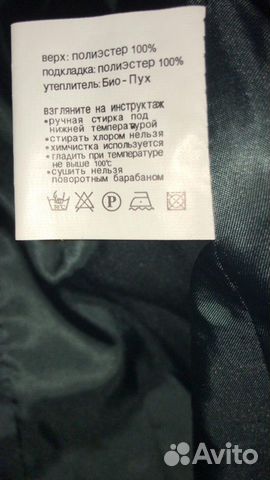 верх: ПОЛИЭСТЕР 100%
подкладка: ПОЛИЭСТЕР 100%
утеплитель: Био-Пух
взгляните на инструктаж
•ручная стирка под
нижней температурой
•стирать хлором нельзя
•химчистка используется
•гладить при температуре
не выше 100°C
•сушить нельзя
поворотным барабаном
P
Avito